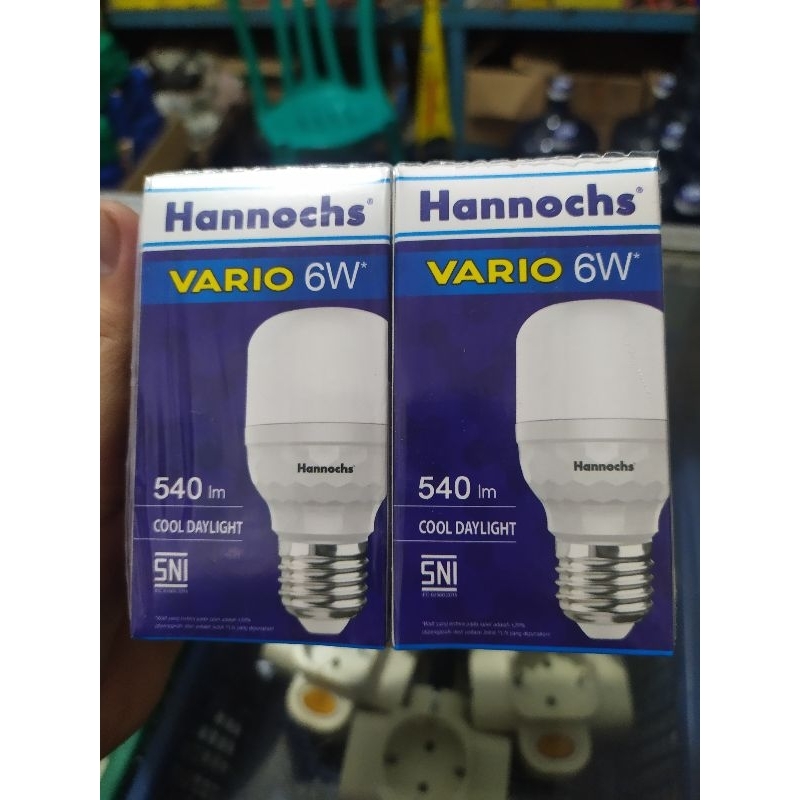 Hannochs®
VARIO 6W*
Hannochs
540 lm
COOL DAYLIGHT
SNI
Hannochs®
VARIO 6W*
Hannochs
540 lm
COOL DAYLIGHT
SNI